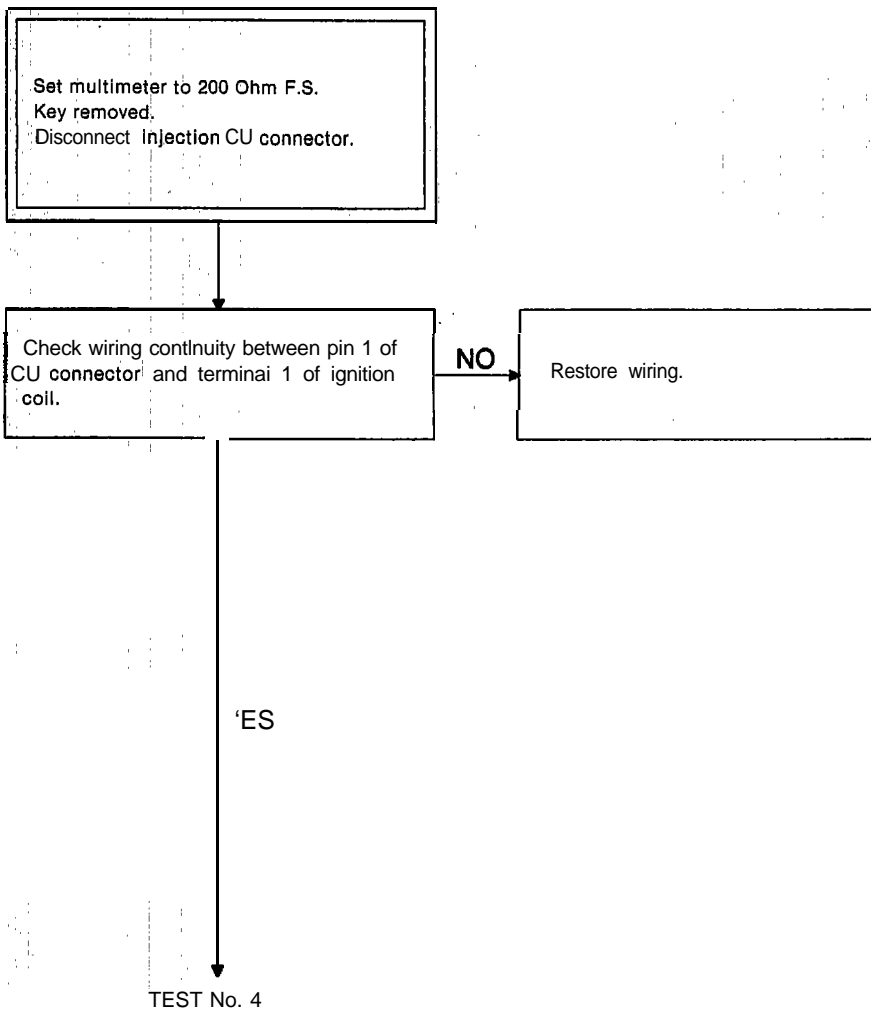 Set multimeter to 200 Ohm F.S.
Key removed.
Disconnect Injection CU connector.
Check wiring contInuity between pin 1 of
CU connector and terminai 1 of ignition
coil.
NO
Restore wiring.
'ES
TEST No. 4